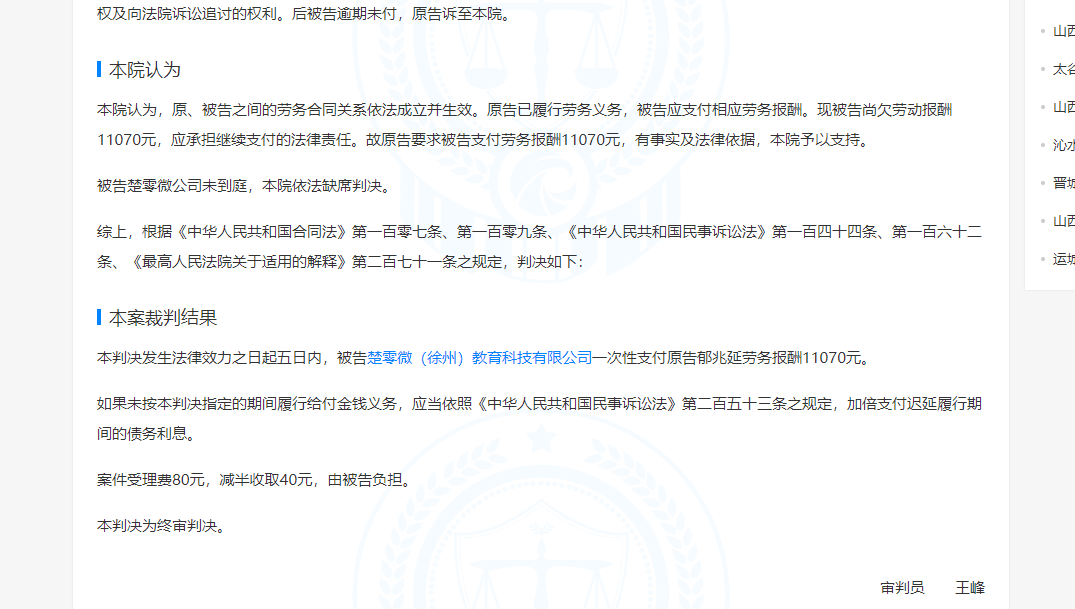 权及向法院诉讼追讨的权利。后被告逾期未付，原告诉至本院。
本院认为
本院认为，原、被告之间的劳务合同关系依法成立并生效。原告已履行劳务义务，被告应支付相应劳务报酬。现被告尚欠劳动报酬
11070元，应承担继续支付的法律责任。故原告要求被告支付劳务报酬11070元，有事实及法律依据，本院予以支持。
被告楚零微公司未到庭，本院依法缺席判决。
综上，根据《中华人民共和国合同法》第一百零七条、第一百零九条、《中华人民共和国民事诉讼法》第一百四十四条、第一百六十二
条、《最高人民法院关于适用的解释》第二百七十一条之规定，判决如下：
本案裁判结果
本判决发生法律效力之日起五日内，被告楚零微（徐州）教育科技有限公司一次性支付原告郁兆延劳务报酬11070元。
如果未按本判决指定的期间履行给付金钱义务，应当依照《中华人民共和国民事诉讼法》第二百五十三条之规定，加倍支付迟延履行期
间的债务利息。
案件受理费80元，减半收取40元，由被告负担。
本判决为终审判决。
审判员 王峰
山西
太谷
山西
沁水
晋城
山西
运城